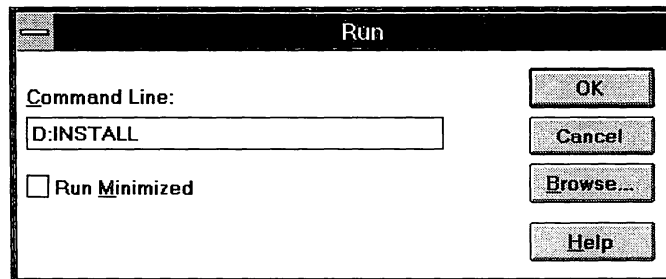 Run
Command Line:
D:INSTALL
Run Minimized
OK
Cancel
Browse...
Help